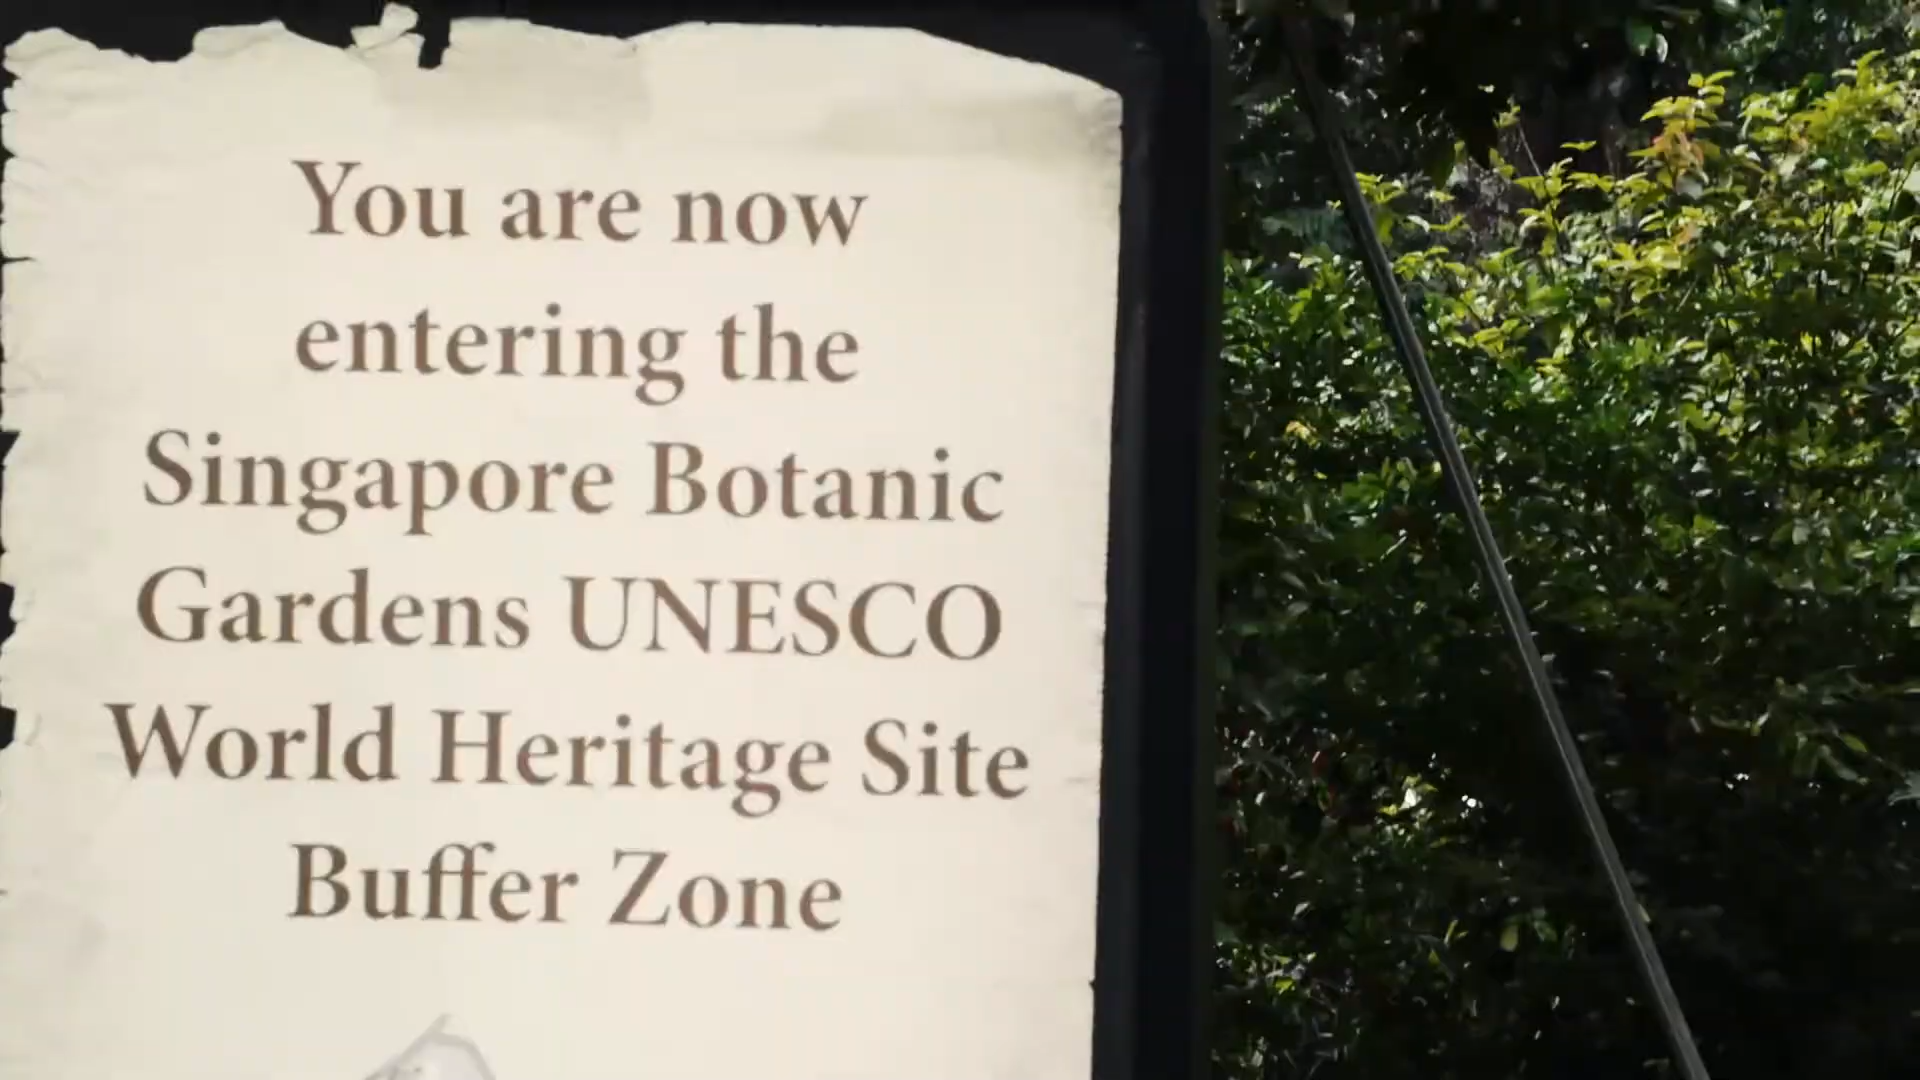 You are now
entering the
Singapore Botanic
Gardens UNESCO
World Heritage Site
Buffer Zone